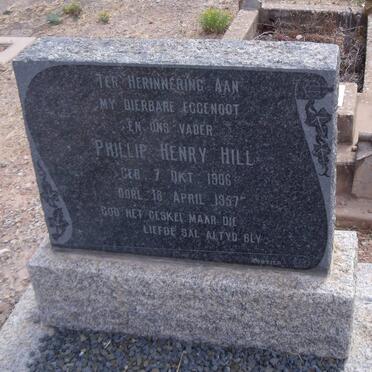 TER HERINNERING AAN
MY DIERBARE EGGENOOT
EN ONS VADER
PHILLIP HENRY HILL
GEB. 7 OKT. 1906
OORL. 18 APRIL 1957
GOD HET GESKEI MAAR DIE
LIEFDE SAL ALTYD BLY